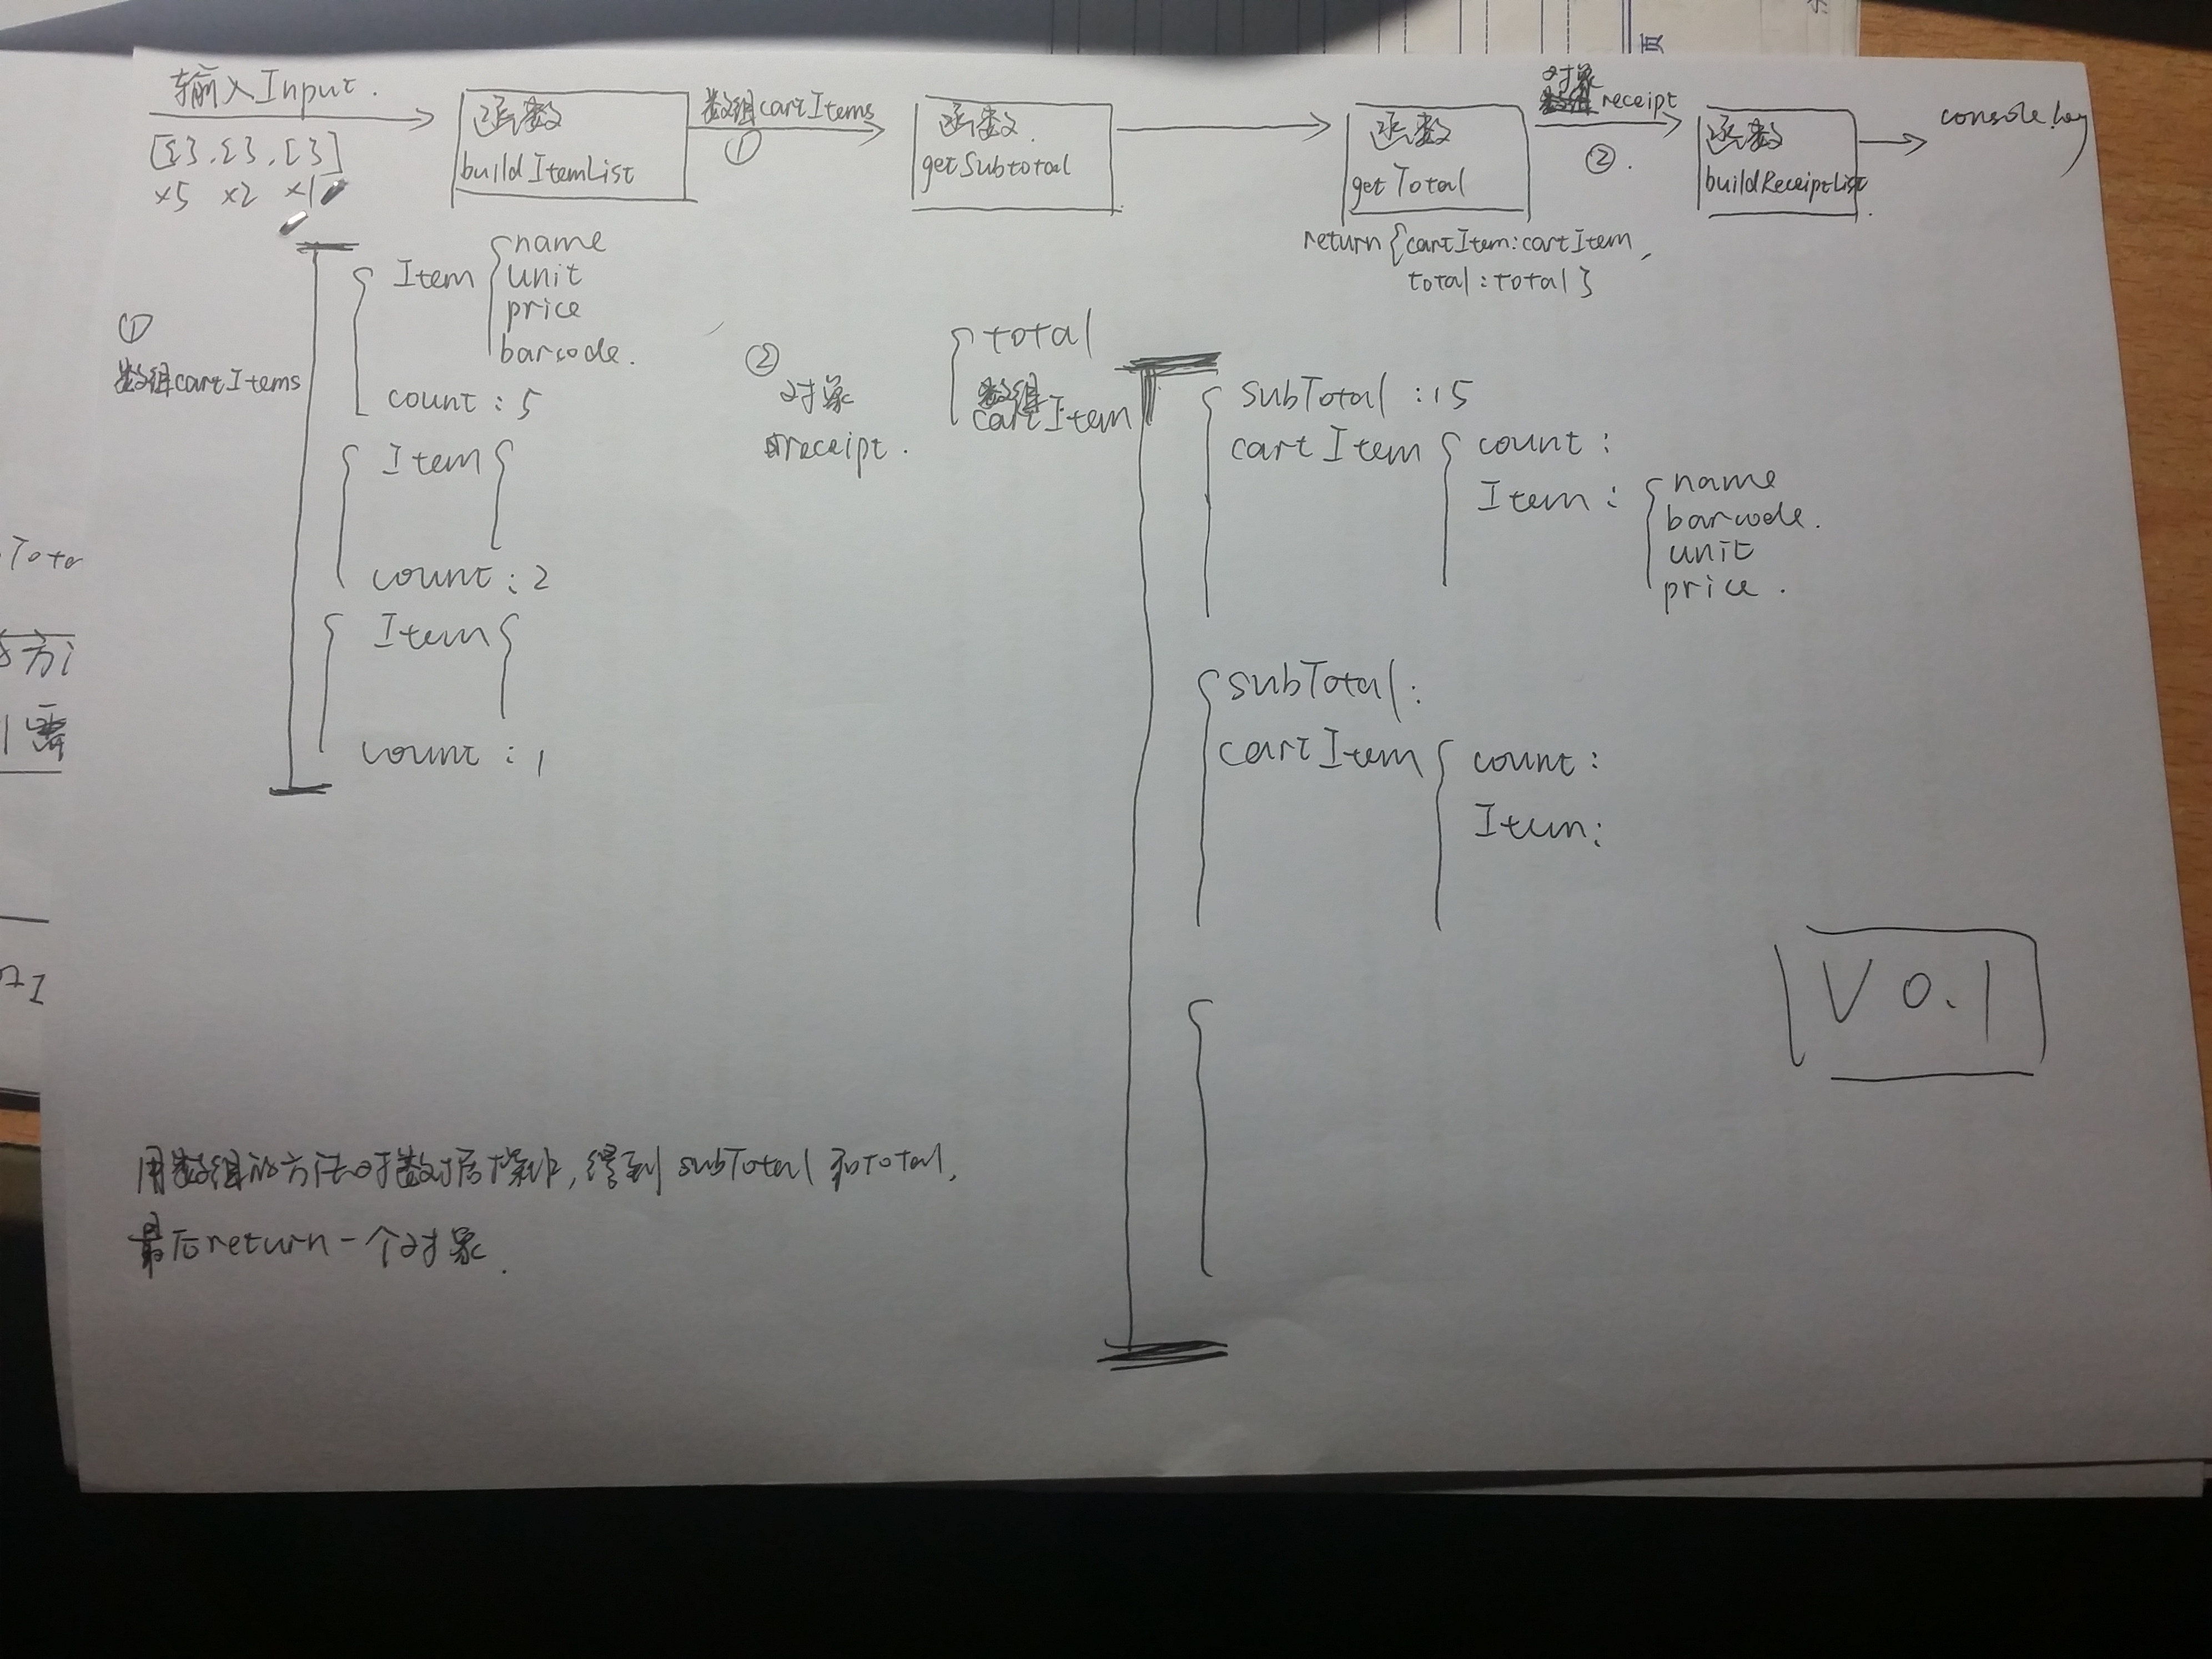 输入Input.
[{}.{}.[}]
×5 ×2 ×1
函数
buildItemList
数组cartItems
①
函数.
getSubtotal
函数
getTotal
return{cartItem:cartItem,
total:total}
对象
receipt
②.
函数
buildReceiptList
console.log
①
数组cartItems
Item
name
unit
price
barcode.
count:5
Item
count:2
Item
count:1
②
对象
receipt.
total
数组
cartItem
subTotal:15
cartItem
count:
Item:
name
barcode.
unit
price.
subTotal:
cartItem
count:
Item:
V0.1
用数组的方法对数据操作,得到subTotal和total,
最后return一个对象.
页
Tota
方
需